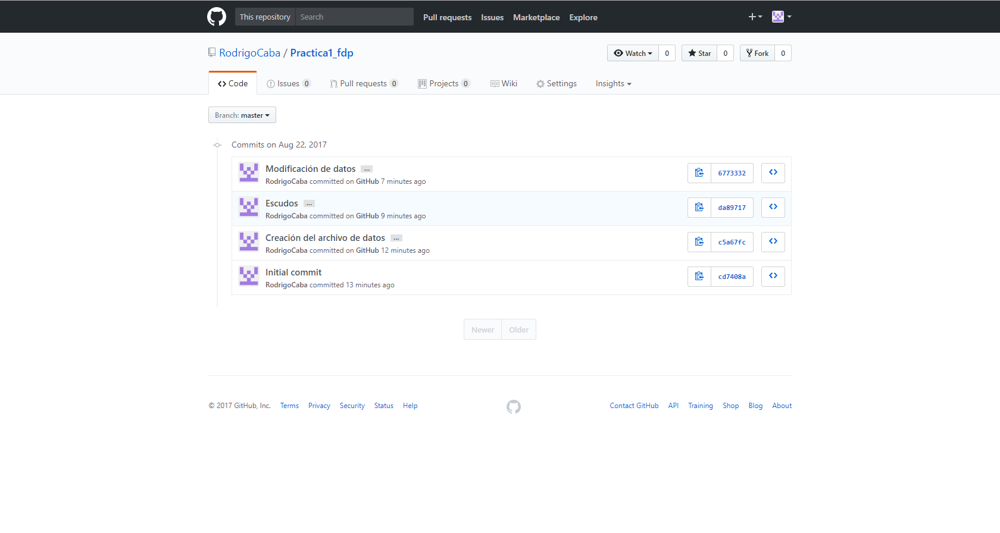 This repository Search Pull requests Issues Marketplace Explore
RodrigoCaba / Practica1_fdp Watch 0 Star 0 Fork 0
Code Issues 0 Pull requests 0 Projects 0 Wiki Settings Insights
Branch: master
Commits on Aug 22, 2017
Modificación de datos …
RodrigoCaba committed on GitHub 7 minutes ago
6773332
Escudos …
RodrigoCaba committed on GitHub 9 minutes ago
da89717
Creación del archivo de datos …
RodrigoCaba committed on GitHub 12 minutes ago
c5a67fc
Initial commit
RodrigoCaba committed 13 minutes ago
cd7408a
Newer Older
© 2017 GitHub, Inc. Terms Privacy Security Status Help Contact GitHub API Training Shop Blog About